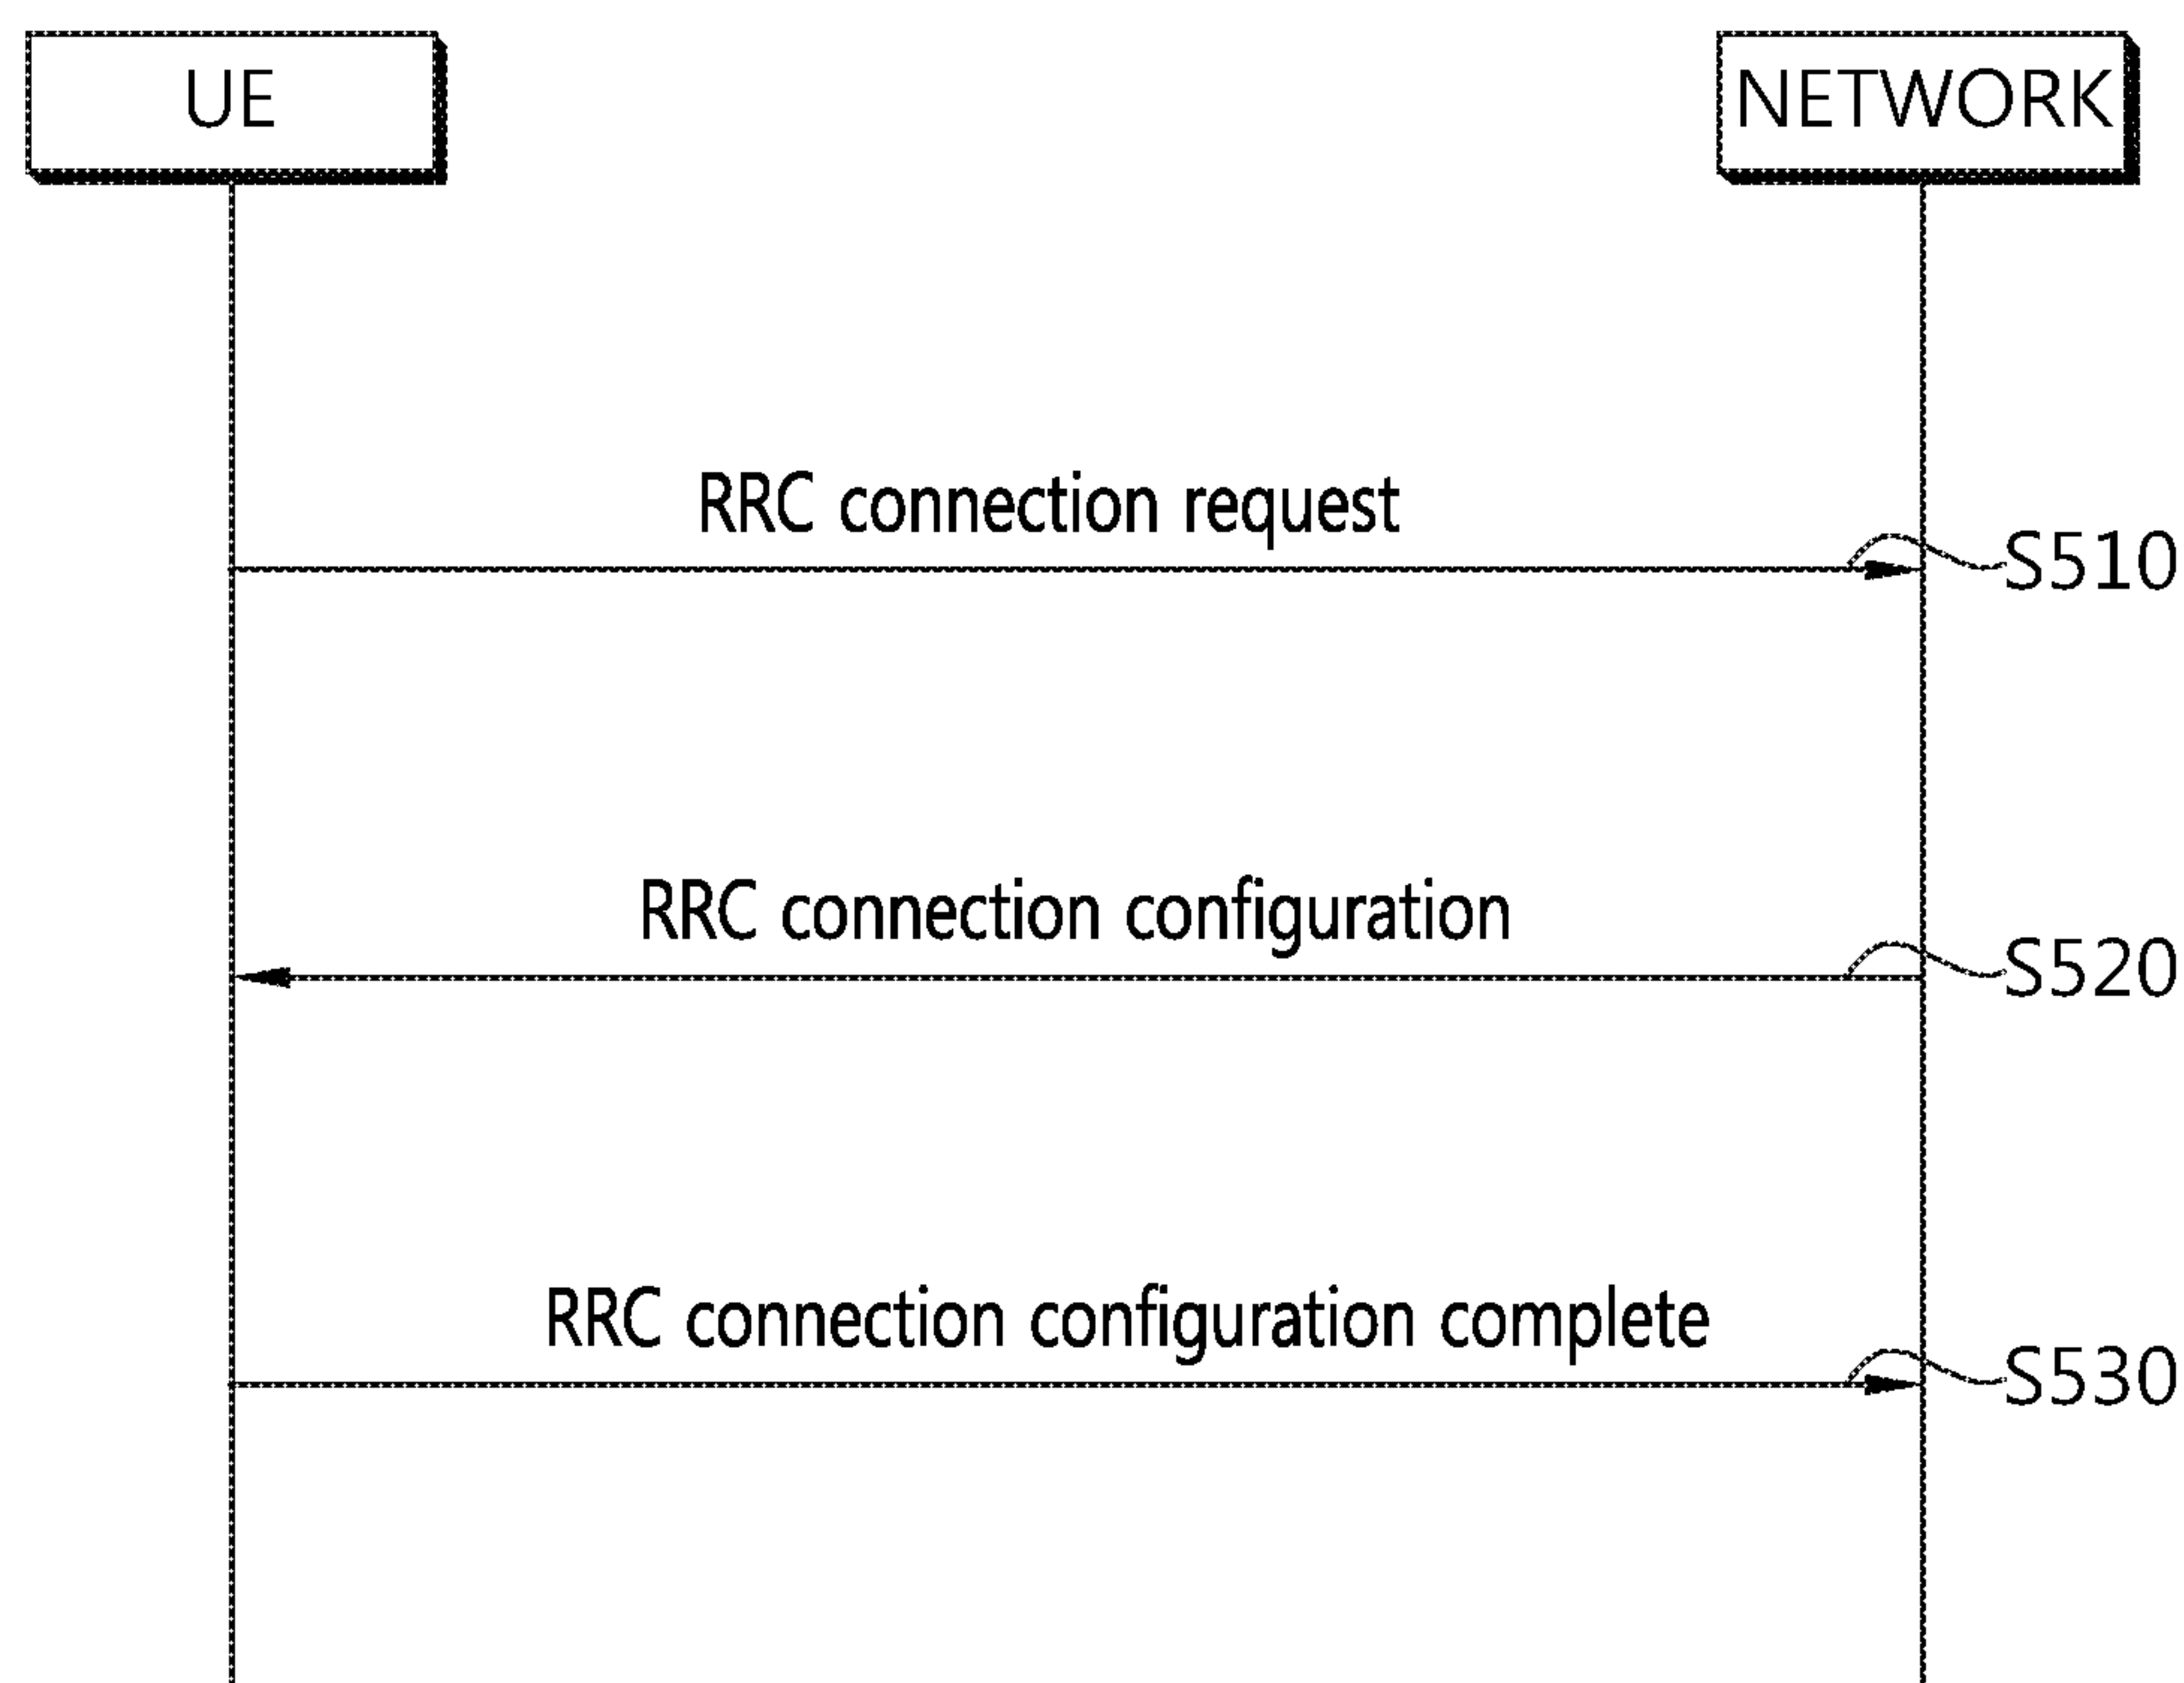 UE
NETWORK
RRC connection request
S510
RRC connection configuration
S520
RRC connection configuration complete
S530